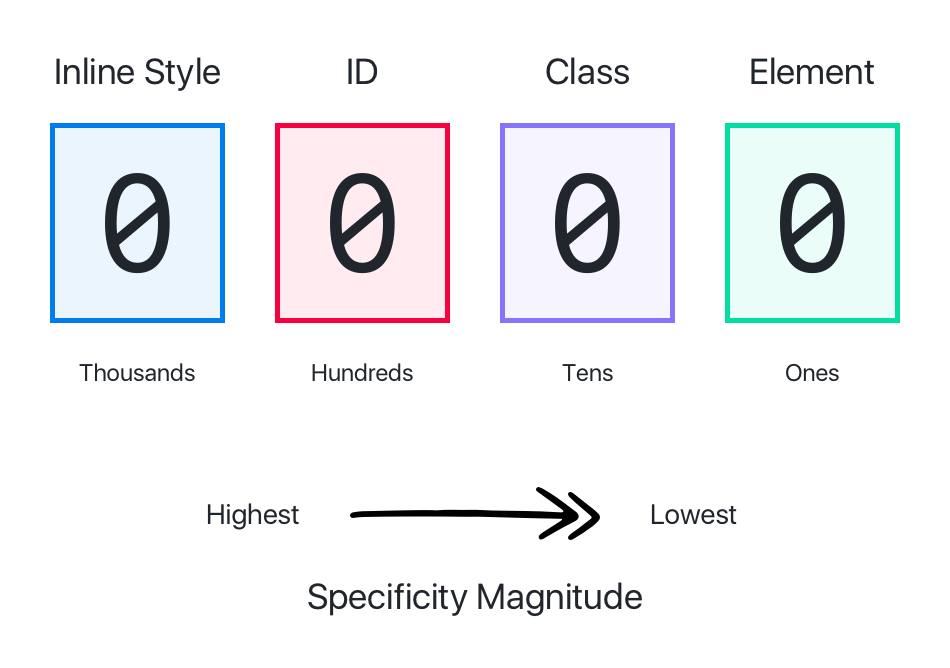 Inline Style ID Class Element
0 0 0 0
Thousands Hundreds Tens Ones
Highest Lowest
Specificity Magnitude